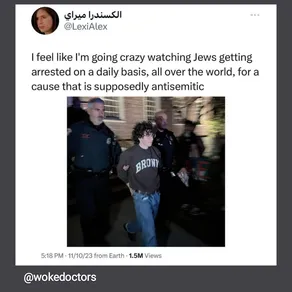 الكسندرا ميراي
@LexiAlex
I feel like I'm going crazy watching Jews getting
arrested on a daily basis, all over the world, for a
cause that is supposedly antisemitic
BROWN
5:18 PM · 11/10/23 from Earth · 1.5M Views
@wokedoctors